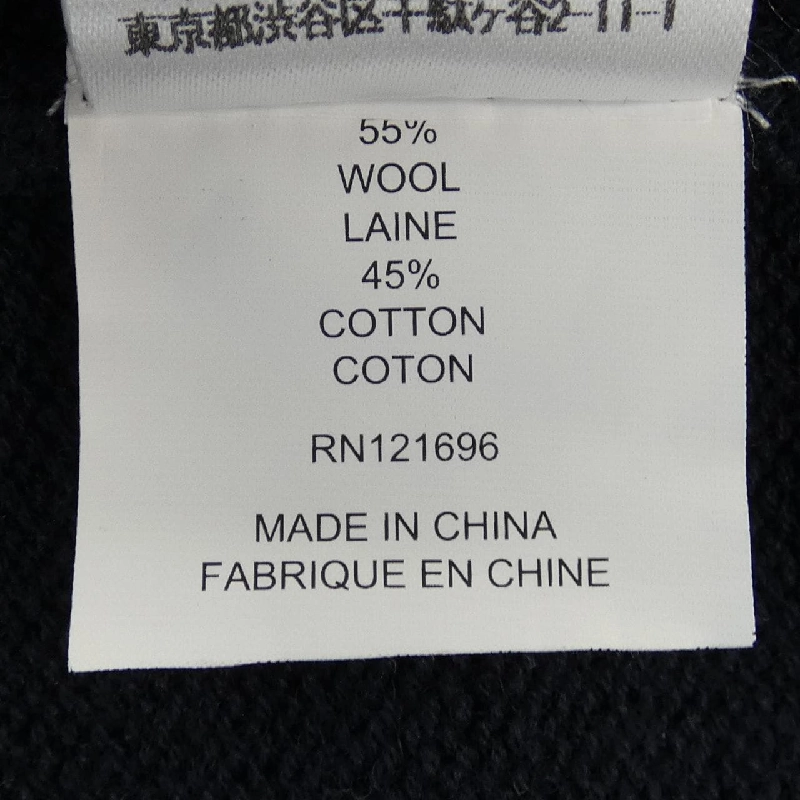 東京都渋谷区千駄ヶ谷2-11-1
55%
WOOL
LAINE
45%
COTTON
COTON
RN121696
MADE IN CHINA
FABRIQUE EN CHINE